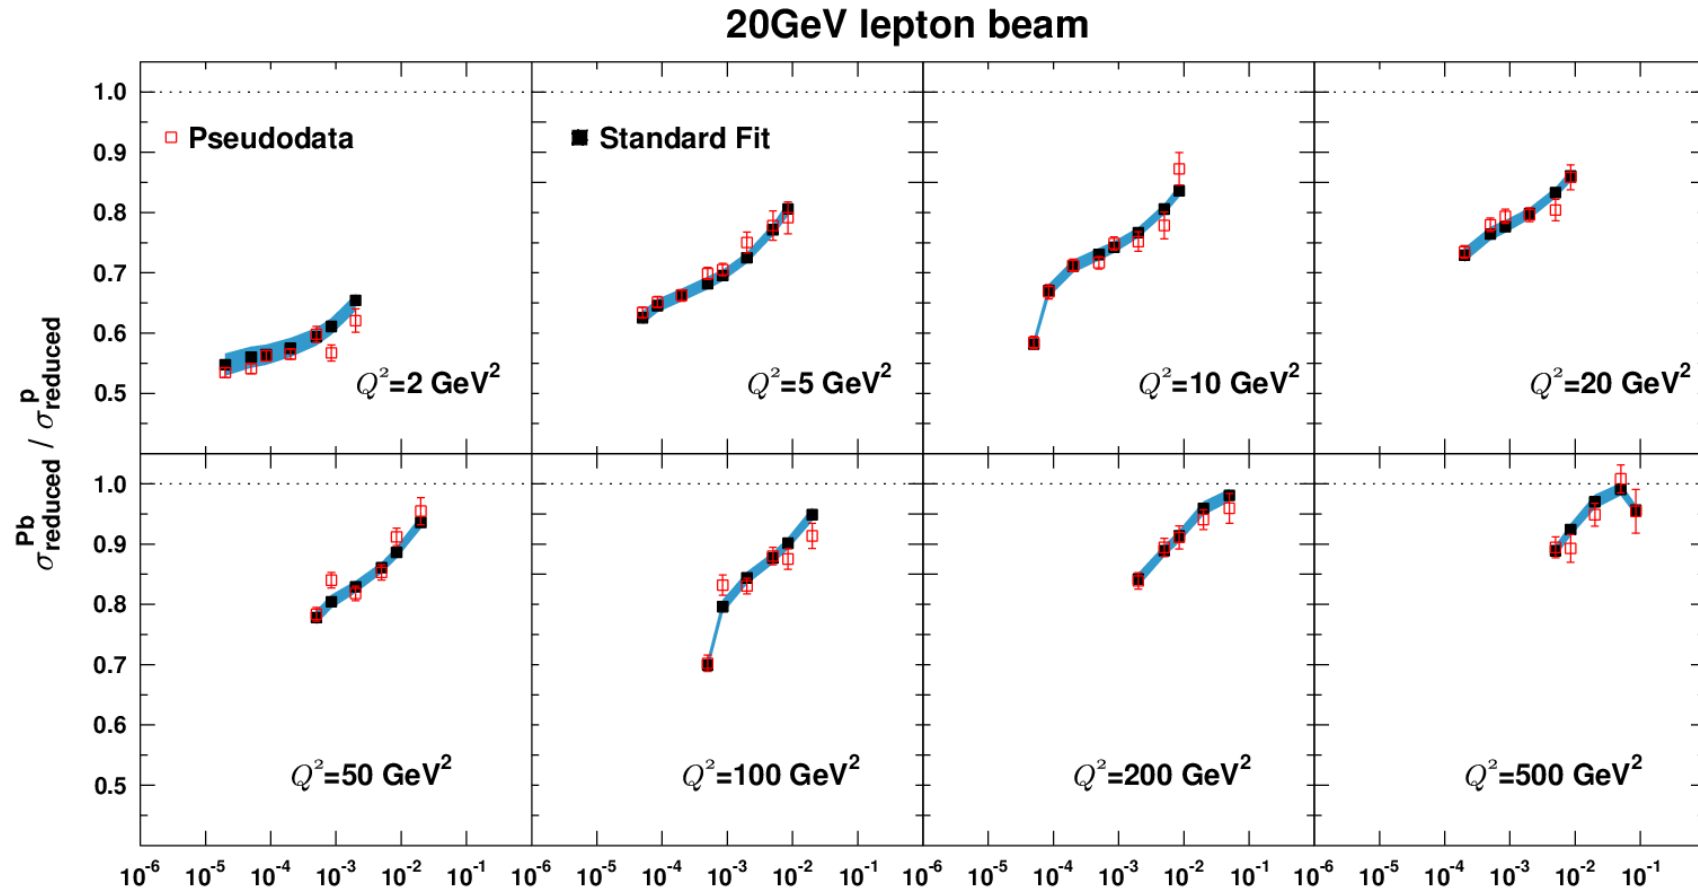 20GeV lepton beam
1.0
0.9
0.8
0.7
0.6
0.5
□ Pseudodata
■ Standard Fit
Q²=2 GeV²
Q²=5 GeV²
Q²=10 GeV²
Q²=20 GeV²
σ^Pb_reduced / σ^p_reduced
1.0
0.9
0.8
0.7
0.6
0.5
Q²=50 GeV²
Q²=100 GeV²
Q²=200 GeV²
Q²=500 GeV²
10⁻⁶ 10⁻⁵ 10⁻⁴ 10⁻³ 10⁻² 10⁻¹ 10⁻⁶ 10⁻⁵ 10⁻⁴ 10⁻³ 10⁻² 10⁻¹ 10⁻⁶ 10⁻⁵ 10⁻⁴ 10⁻³ 10⁻² 10⁻¹ 10⁻⁶ 10⁻⁵ 10⁻⁴ 10⁻³ 10⁻² 10⁻¹